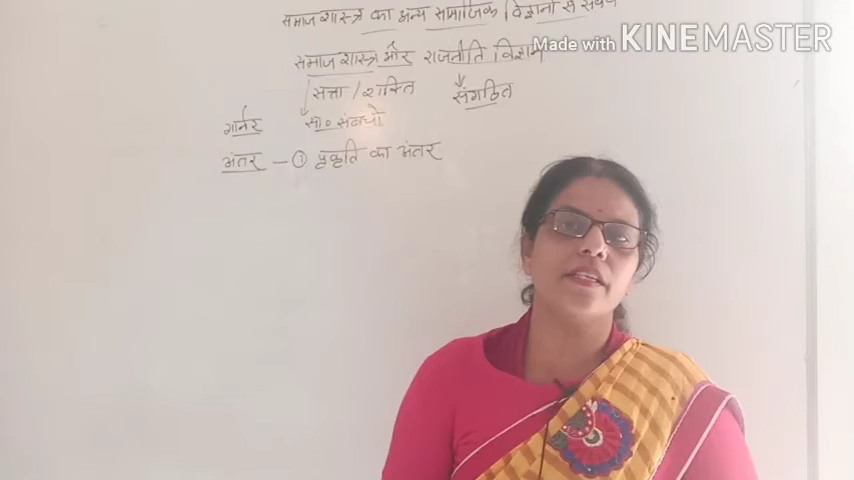 समाजशास्त्र का अन्य सामाजिक विज्ञानों से संबंध
Made with KINEMASTER
समाजशास्त्र और राजनीति विज्ञान
सत्ता / शक्ति संगठित
गार्नर सा० संबंधो
अंतर - ① प्रकृति का अंतर